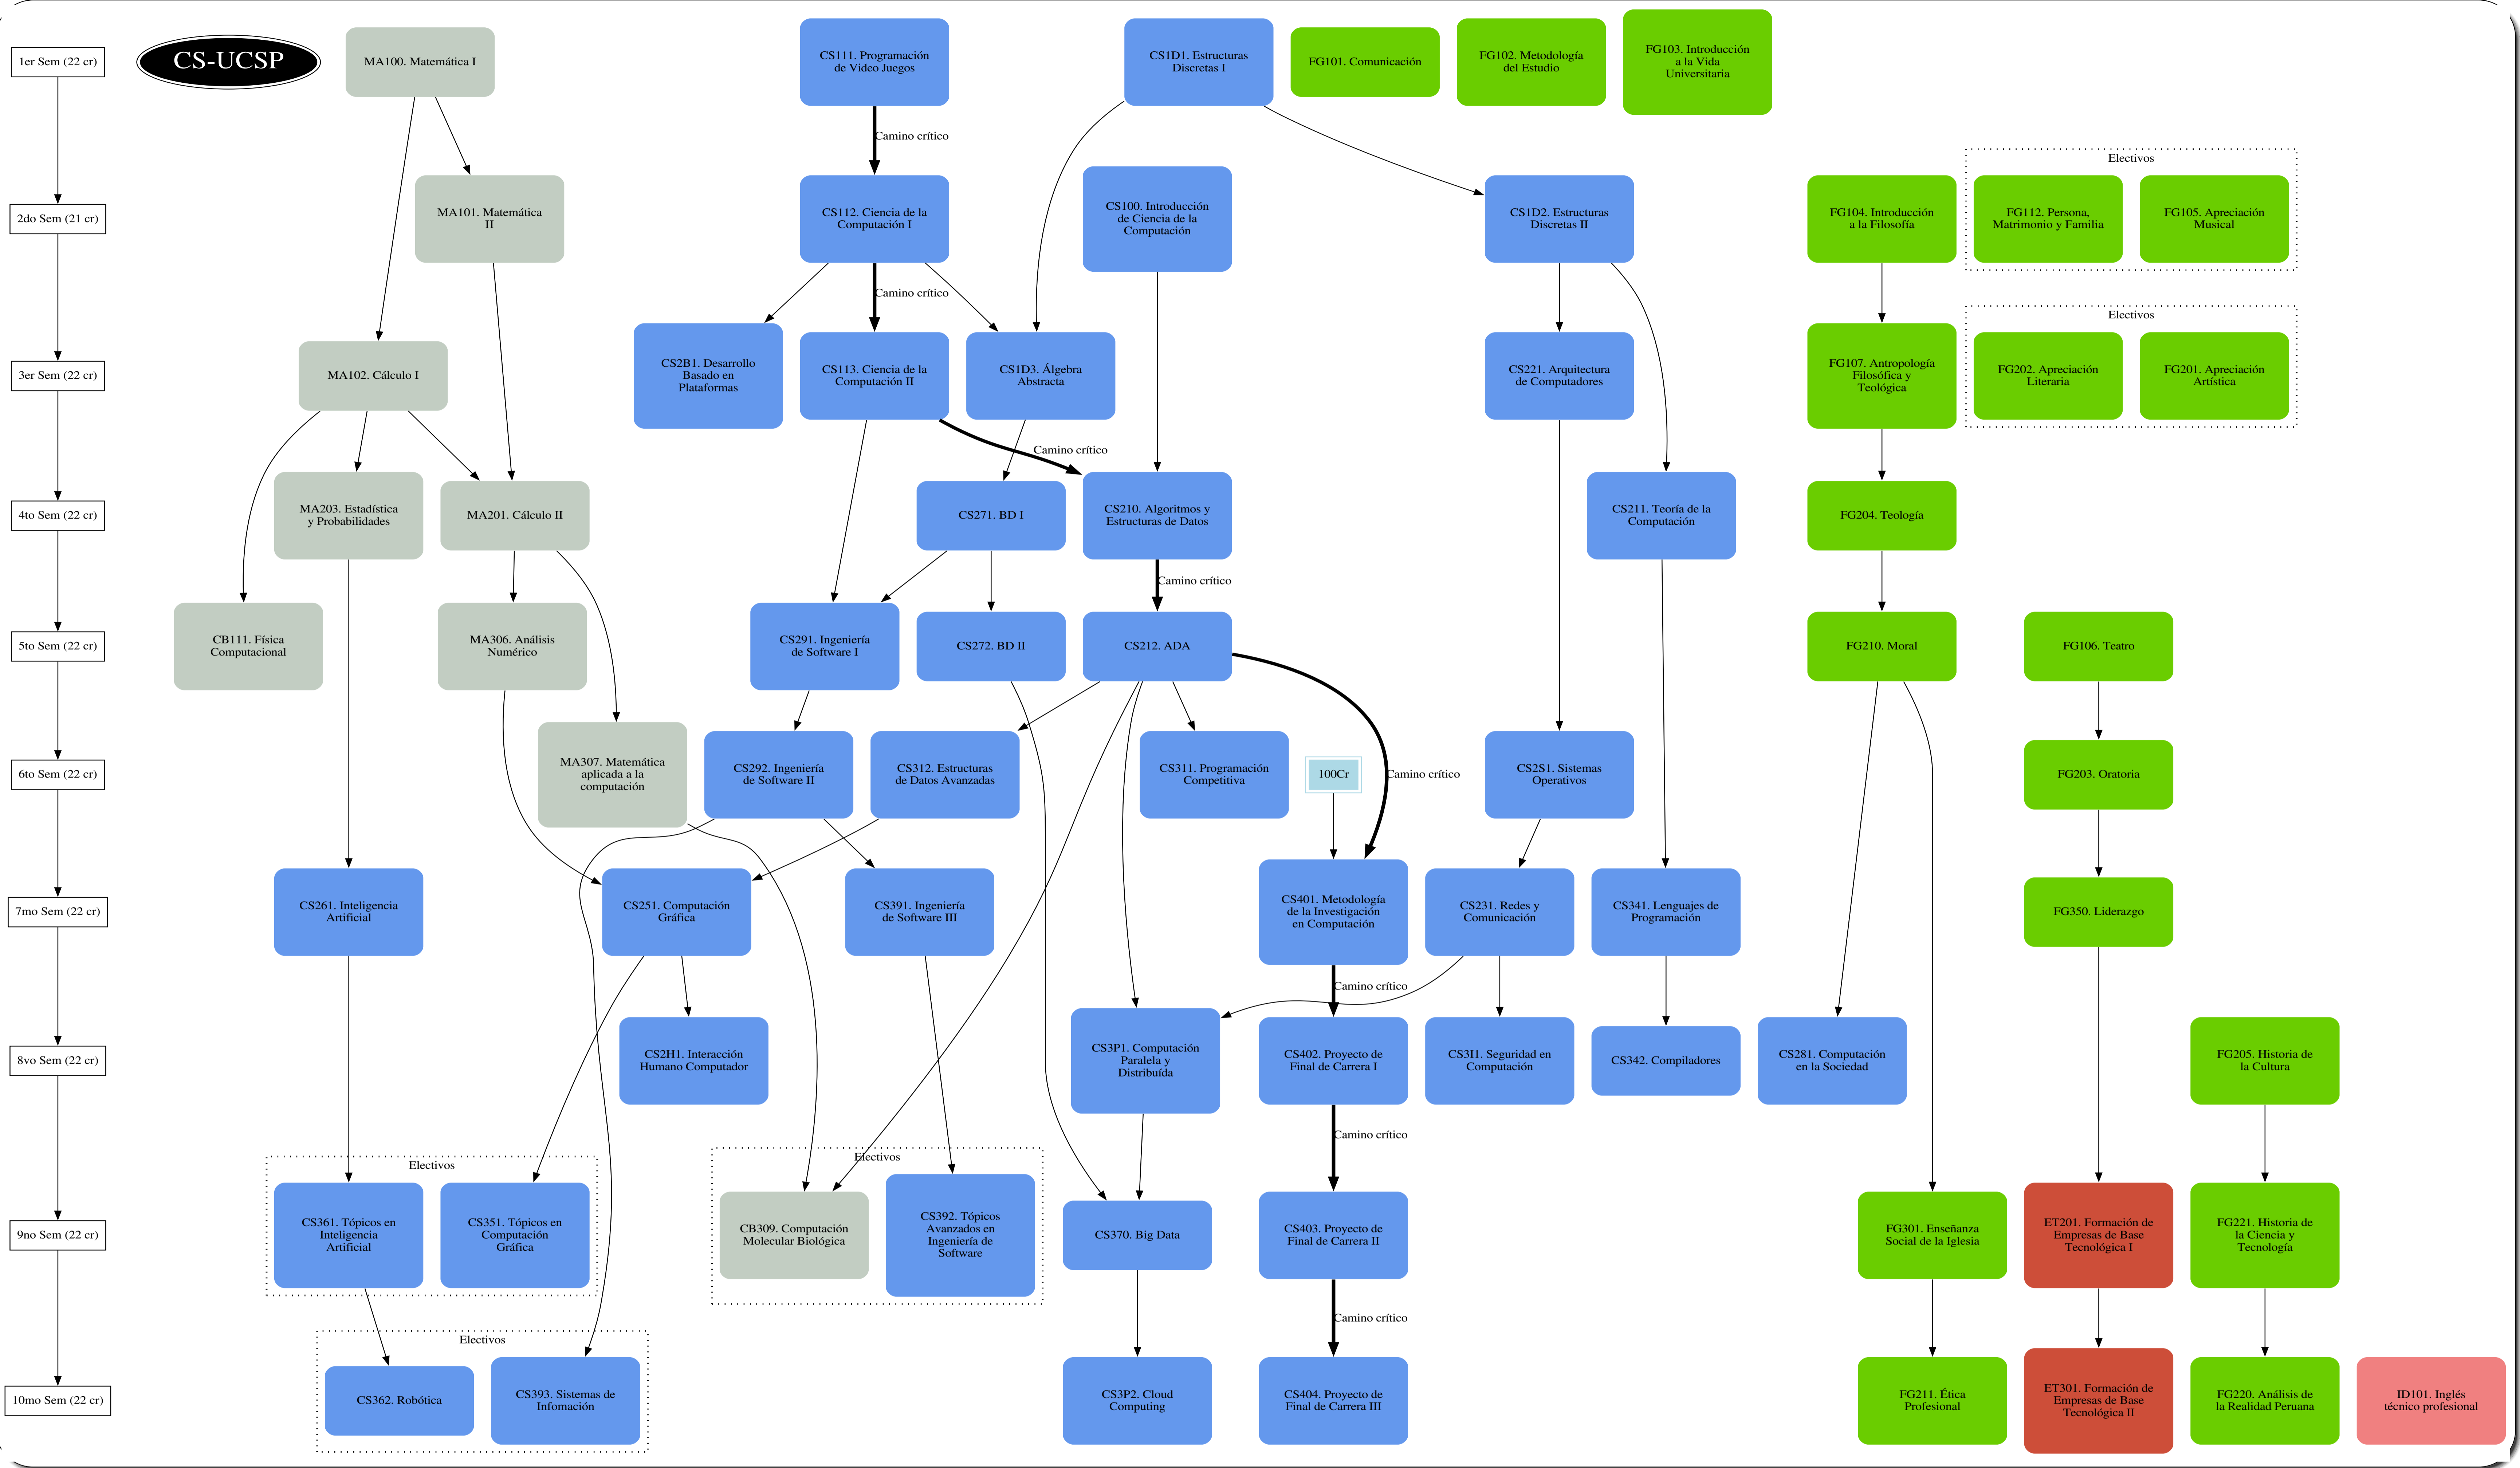 1er Sem (22 cr)
CS-UCSP
MA100. Matemática I
CS111. Programación
de Video Juegos
CS1D1. Estructuras
Discretas I
FG101. Comunicación
FG102. Metodología
del Estudio
FG103. Introducción
a la Vida
Universitaria
Camino crítico
2do Sem (21 cr)
MA101. Matemática
II
CS112. Ciencia de la
Computación I
CS100. Introducción
de Ciencia de la
Computación
CS1D2. Estructuras
Discretas II
FG104. Introducción
a la Filosofía
Electivos
FG112. Persona,
Matrimonio y Familia
FG105. Apreciación
Musical
Camino crítico
3er Sem (22 cr)
MA102. Cálculo I
CS2B1. Desarrollo
Basado en
Plataformas
CS113. Ciencia de la
Computación II
CS1D3. Álgebra
Abstracta
CS221. Arquitectura
de Computadores
FG107. Antropología
Filosófica y
Teológica
Electivos
FG202. Apreciación
Literaria
FG201. Apreciación
Artística
Camino crítico
4to Sem (22 cr)
MA203. Estadística
y Probabilidades
MA201. Cálculo II
CS271. BD I
CS210. Algoritmos y
Estructuras de Datos
CS211. Teoría de la
Computación
FG204. Teología
Camino crítico
5to Sem (22 cr)
CB111. Física
Computacional
MA306. Análisis
Numérico
CS291. Ingeniería
de Software I
CS272. BD II
CS212. ADA
FG210. Moral
FG106. Teatro
6to Sem (22 cr)
MA307. Matemática
aplicada a la
computación
CS292. Ingeniería
de Software II
CS312. Estructuras
de Datos Avanzadas
CS311. Programación
Competitiva
100Cr
Camino crítico
CS2S1. Sistemas
Operativos
FG203. Oratoria
7mo Sem (22 cr)
CS261. Inteligencia
Artificial
CS251. Computación
Gráfica
CS391. Ingeniería
de Software III
CS401. Metodología
de la Investigación
en Computación
CS231. Redes y
Comunicación
CS341. Lenguajes de
Programación
FG350. Liderazgo
Camino crítico
8vo Sem (22 cr)
CS2H1. Interacción
Humano Computador
CS3P1. Computación
Paralela y
Distribuída
CS402. Proyecto de
Final de Carrera I
CS3I1. Seguridad en
Computación
CS342. Compiladores
CS281. Computación
en la Sociedad
FG205. Historia de
la Cultura
Camino crítico
9no Sem (22 cr)
Electivos
CS361. Tópicos en
Inteligencia
Artificial
CS351. Tópicos en
Computación
Gráfica
Electivos
CB309. Computación
Molecular Biológica
CS392. Tópicos
Avanzados en
Ingeniería de
Software
CS370. Big Data
CS403. Proyecto de
Final de Carrera II
FG301. Enseñanza
Social de la Iglesia
ET201. Formación de
Empresas de Base
Tecnológica I
FG221. Historia de
la Ciencia y
Tecnología
Camino crítico
10mo Sem (22 cr)
Electivos
CS362. Robótica
CS393. Sistemas de
Infomación
CS3P2. Cloud
Computing
CS404. Proyecto de
Final de Carrera III
FG211. Ética
Profesional
ET301. Formación de
Empresas de Base
Tecnológica II
FG220. Análisis de
la Realidad Peruana
ID101. Inglés
técnico profesional